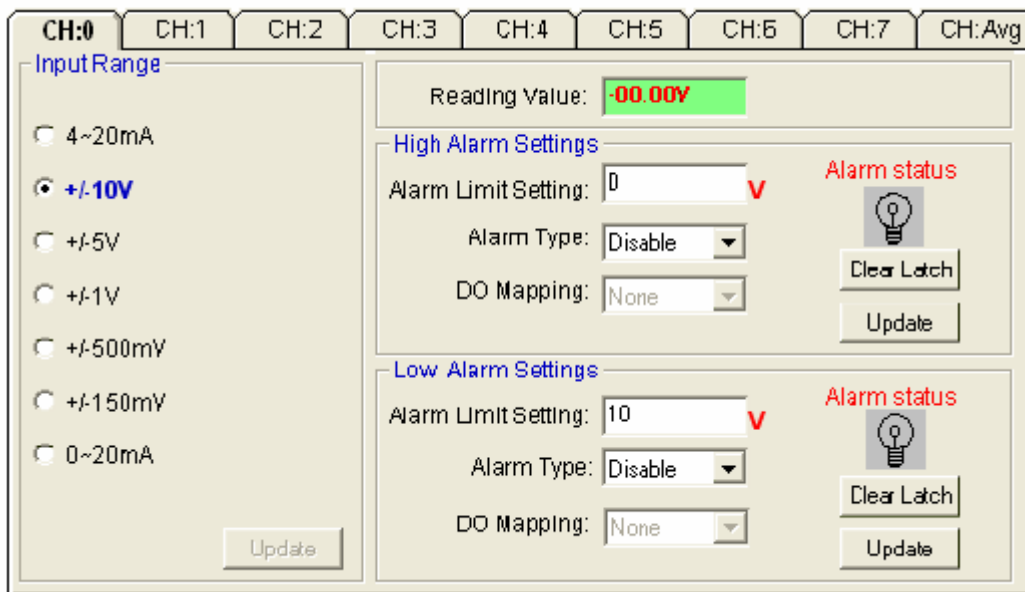 CH:0 CH:1 CH:2 CH:3 CH:4 CH:5 CH:6 CH:7 CH:Avg
Input Range
4~20mA
+/-10V
+/-5V
+/-1V
+/-500mV
+/-150mV
0~20mA
Update
Reading Value: -00.00V
High Alarm Settings
Alarm status
Alarm Limit Setting: 0 V
Alarm Type: Disable
Clear Latch
DO Mapping: None
Update
Low Alarm Settings
Alarm status
Alarm Limit Setting: 10 V
Alarm Type: Disable
Clear Latch
DO Mapping: None
Update